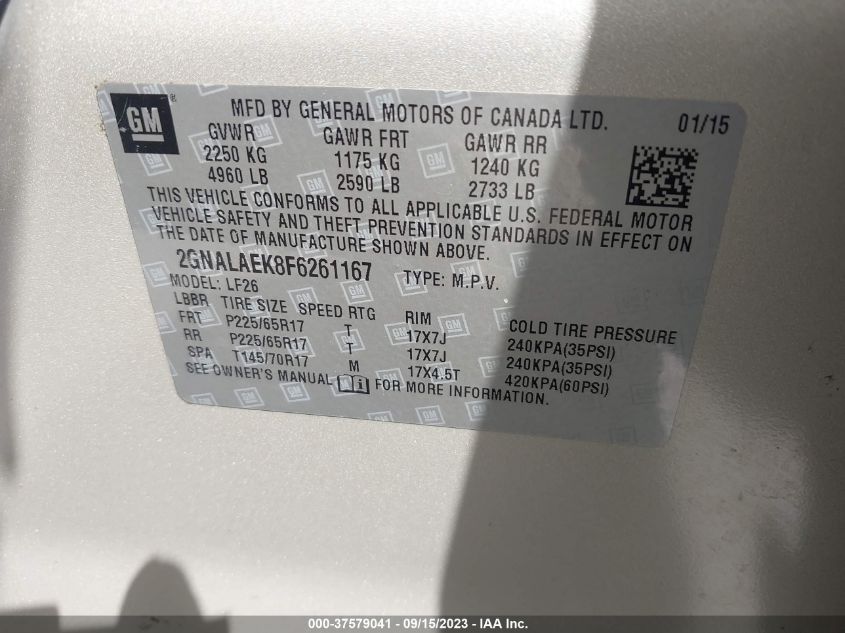 GM ® MFD BY GENERAL MOTORS OF CANADA LTD. 01/15
GVWR GAWR FRT GAWR RR
2250 KG 1175 KG 1240 KG
4960 LB 2590 LB 2733 LB
THIS VEHICLE CONFORMS TO ALL APPLICABLE U.S. FEDERAL MOTOR
VEHICLE SAFETY AND THEFT PREVENTION STANDARDS IN EFFECT ON
THE DATE OF MANUFACTURE SHOWN ABOVE.
2GNALAEK8F6261167 TYPE: M.P.V.
MODEL: LF26
LBBR TIRE SIZE SPEED RTG RIM COLD TIRE PRESSURE
FRT P225/65R17 T 17X7J 240KPA(35PSI)
RR P225/65R17 T 17X7J 240KPA(35PSI)
SPA T145/70R17 M 17X4.5T 420KPA(60PSI)
SEE OWNER'S MANUAL FOR MORE INFORMATION.
000-37579041 - 09/15/2023 - IAA Inc.